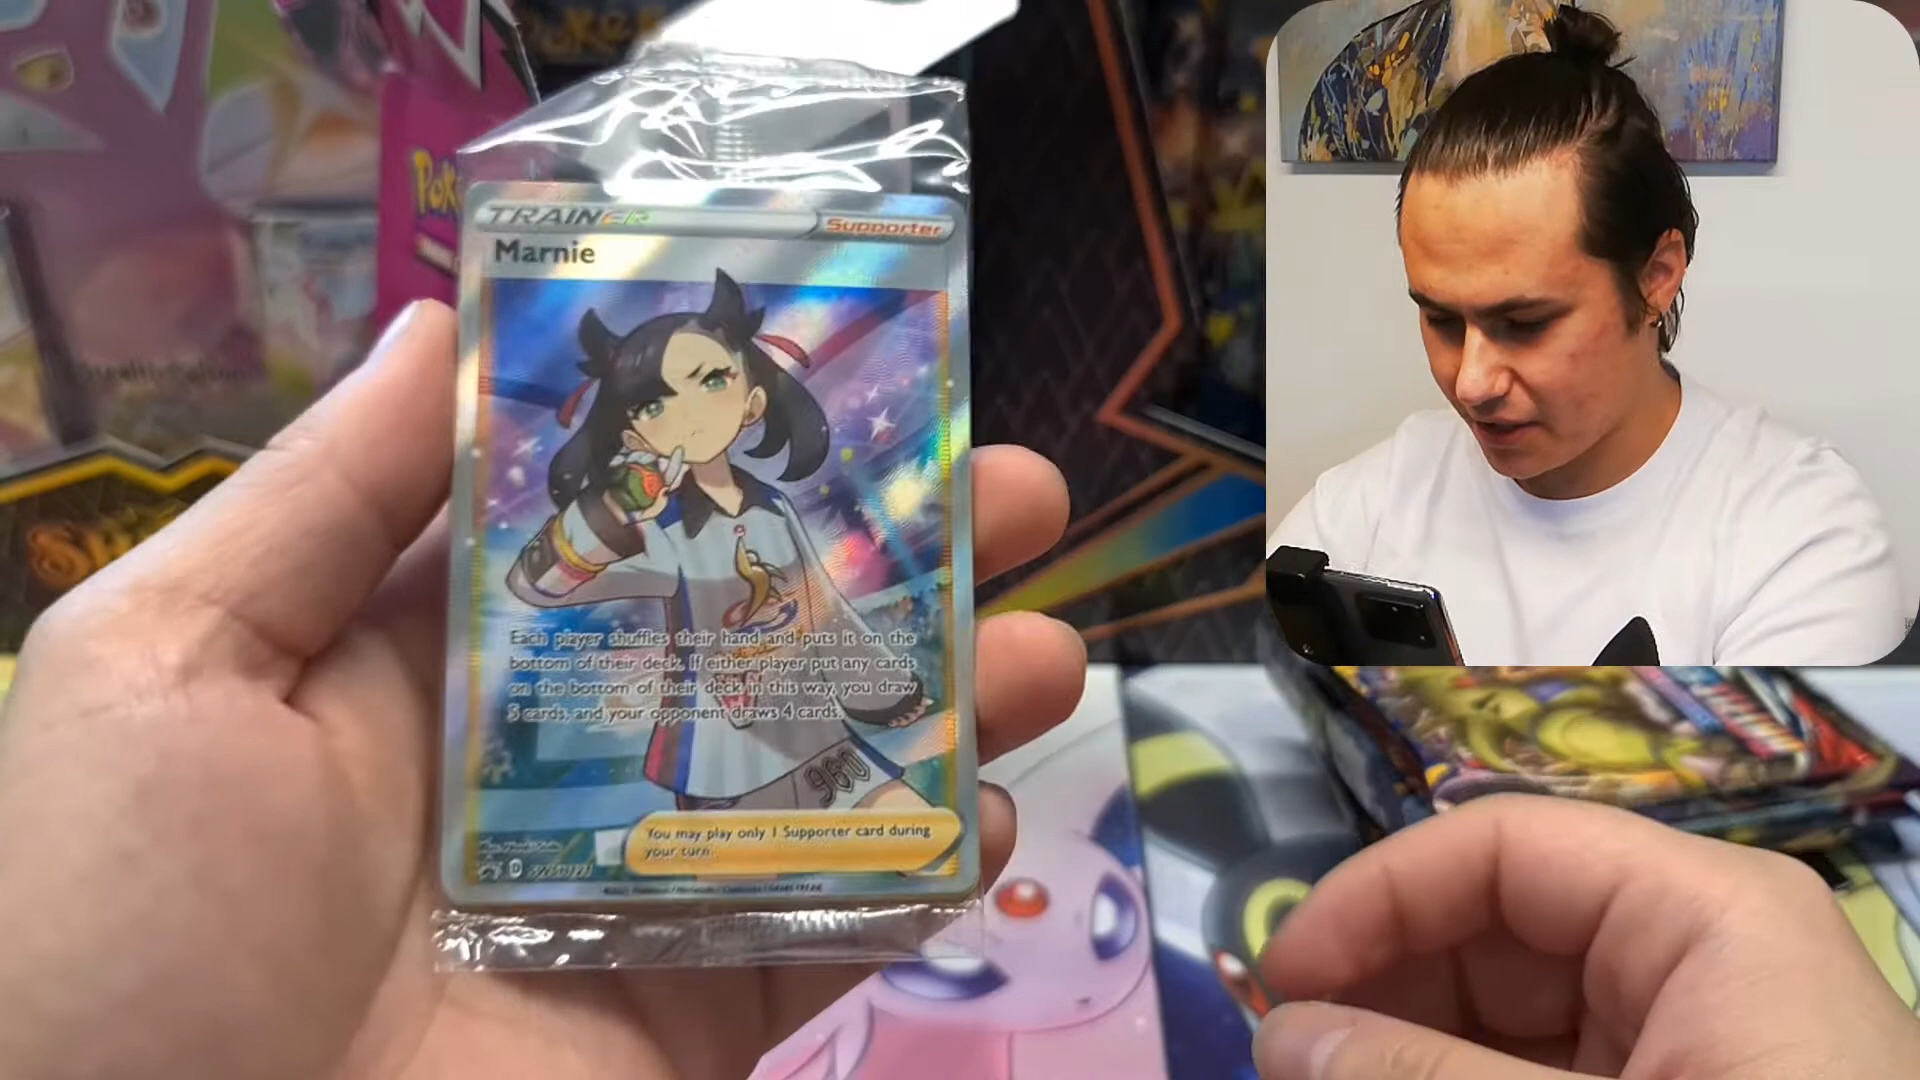 TRAINER
Supporter
Marnie
Each player shuffles their hand and puts it on the
bottom of their deck. If either player put any cards
on the bottom of their deck in this way, you draw
5 cards, and your opponent draws 4 cards.
960
You may play only 1 Supporter card during
your turn.
D